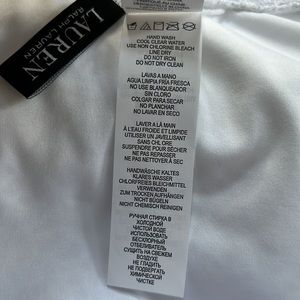 LAUREN
RALPH LAUREN
HAND WASH
COOL CLEAR WATER
USE NON CHLORINE BLEACH
LINE DRY
DO NOT IRON
DO NOT DRY CLEAN
LAVAS A MANO
AGUA LIMPIA FRÍA FRESCA
NO USE BLANQUEADOR
SIN CLORO
COLGAR PARA SECAR
NO PLANCHAR
NO LAVAR EN SECO
LAVER A LA MAIN
À L'EAU FROIDE ET LIMPIDE
UTILISER UN JAVELLISANT
SANS CHLORE
SUSPENDRE POUR SÉCHER
NE PAS REPASSER
NE PAS NETTOYER À SEC
HANDWÄSCHE KALTES
KLARES WASSER
CHLORFREIES BLEICHMITTEL
VERWENDEN
ZUM TROCKEN AUFHÄNGEN
NICHT BÜGELN
NICHT CHEMISCH REINIGEN
РУЧНАЯ СТИРКА В
ХОЛОДНОЙ
ЧИСТОЙ ВОДЕ
ИСПОЛЬЗОВАТЬ
БЕСХЛОРНЫЙ
ОТБЕЛИВАТЕЛЬ
СУШИТЬ НА СВЕЖЕМ
ВОЗДУХЕ
НЕ ГЛАДИТЬ
НЕ ПОДВЕРГАТЬ
ХИМИЧЕСКОЙ
ЧИСТКЕ